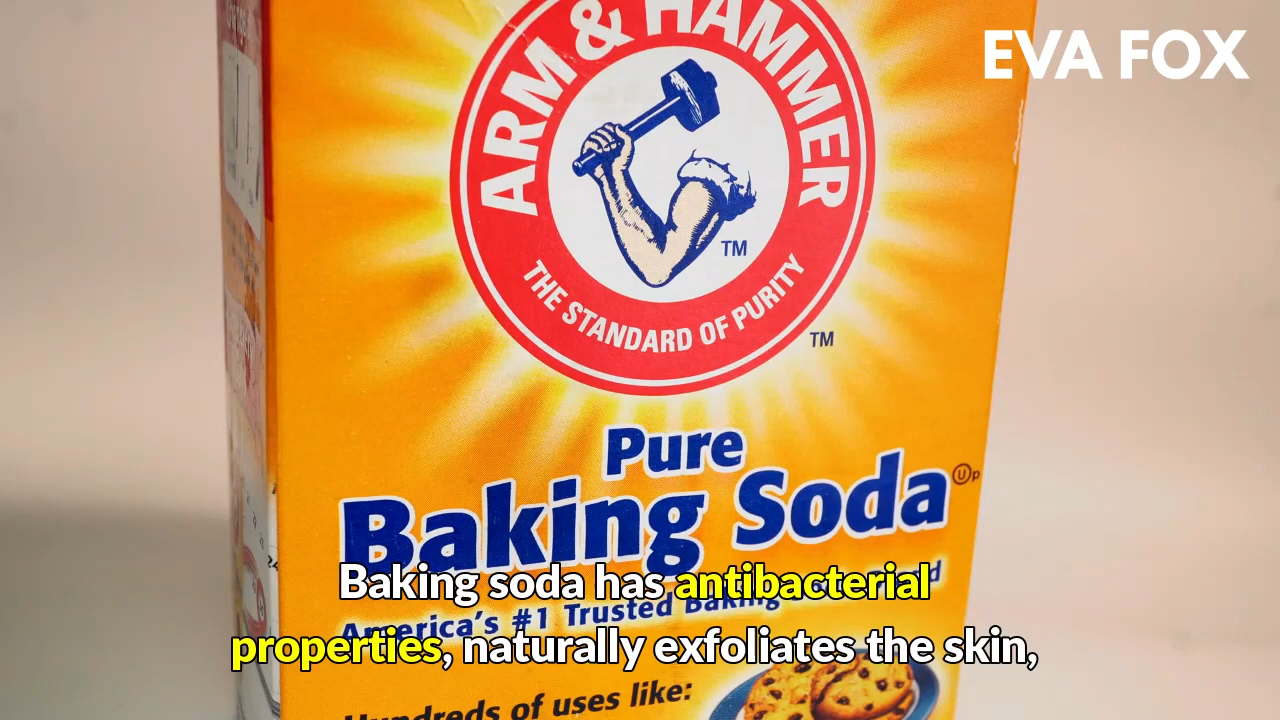 EVA FOX
ARM & HAMMER
TM
THE STANDARD OF PURITY
TM
Pure
Baking Soda
America's #1 Trusted Baking
Baking soda has antibacterial
properties, naturally exfoliates the skin,
Hundreds of uses like: